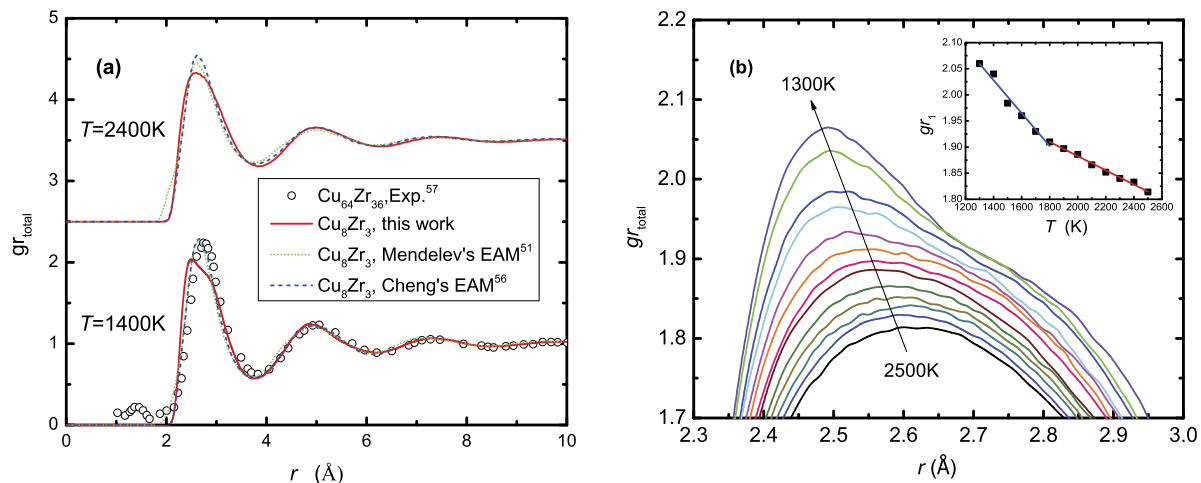 (a)
T=2400K
T=1400K
Cu64Zr36,Exp.57
Cu8Zr3, this work
Cu8Zr3, Mendelev's EAM51
Cu8Zr3, Cheng's EAM56
grtotal
5
4
3
2
1
0
0 2 4 6 8 10
r (Å)
(b)
1300K
2500K
grtotal
2.2
2.1
2.0
1.9
1.8
1.7
2.3 2.4 2.5 2.6 2.7 2.8 2.9 3.0
r (Å)
gr1
2.10
2.05
2.00
1.95
1.90
1.85
1.80
1200 1400 1600 1800 2000 2200 2400 2600
T (K)